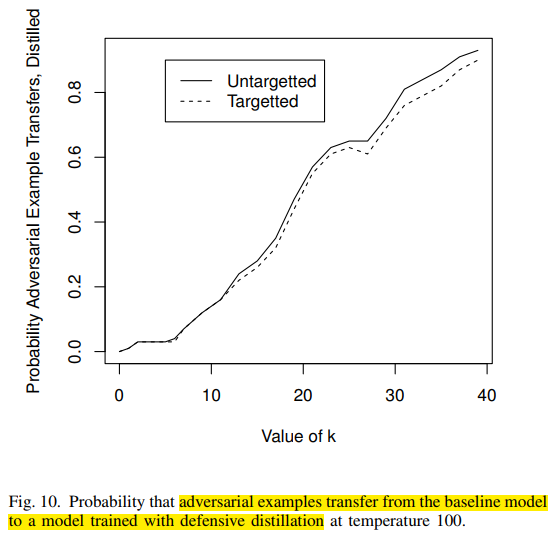 Probability Adversarial Example Transfers, Distilled
0.0
0.2
0.4
0.6
0.8
Untargetted
Targetted
0
10
20
30
40
Value of k
Fig. 10. Probability that adversarial examples transfer from the baseline model
to a model trained with defensive distillation at temperature 100.